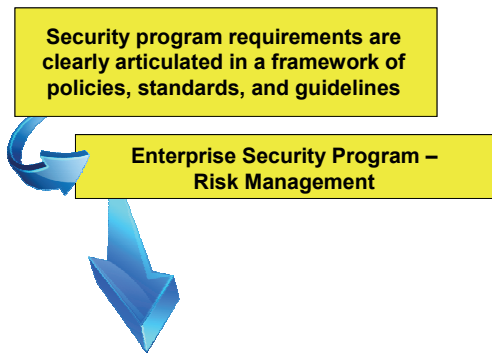 Security program requirements are
clearly articulated in a framework of
policies, standards, and guidelines
Enterprise Security Program –
Risk Management